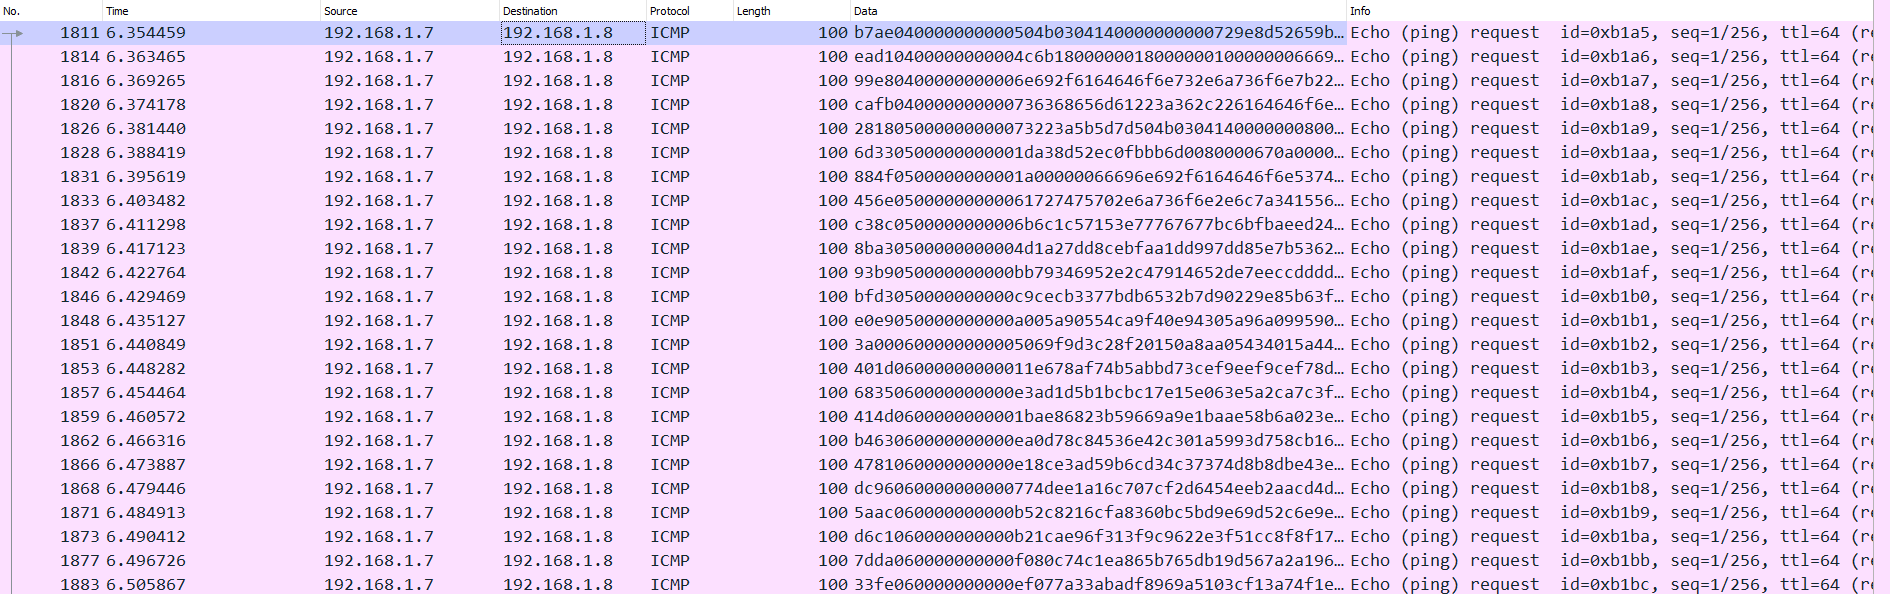 No. Time Source Destination Protocol Length Data Info
1811 6.354459 192.168.1.7 192.168.1.8 ICMP 100 b7ae040000000000504b0304140000000000729e8d52659b… Echo (ping) request id=0xb1a5, seq=1/256, ttl=64 (re
1814 6.363465 192.168.1.7 192.168.1.8 ICMP 100 ead10400000000004c6b1800000018000000100000006669… Echo (ping) request id=0xb1a6, seq=1/256, ttl=64 (re
1816 6.369265 192.168.1.7 192.168.1.8 ICMP 100 99e80400000000006e692f6164646f6e732e6a736f6e7b22… Echo (ping) request id=0xb1a7, seq=1/256, ttl=64 (re
1820 6.374178 192.168.1.7 192.168.1.8 ICMP 100 cafb040000000000736368656d61223a362c226164646f6e… Echo (ping) request id=0xb1a8, seq=1/256, ttl=64 (re
1826 6.381440 192.168.1.7 192.168.1.8 ICMP 100 281805000000000073223a5b5d7d504b0304140000000800… Echo (ping) request id=0xb1a9, seq=1/256, ttl=64 (re
1828 6.388419 192.168.1.7 192.168.1.8 ICMP 100 6d330500000000001da38d52ec0fbbb6d0080000670a0000… Echo (ping) request id=0xb1aa, seq=1/256, ttl=64 (re
1831 6.395619 192.168.1.7 192.168.1.8 ICMP 100 884f0500000000001a00000066696e692f6164646f6e5374… Echo (ping) request id=0xb1ab, seq=1/256, ttl=64 (re
1833 6.403482 192.168.1.7 192.168.1.8 ICMP 100 456e05000000000061727475702e6a736f6e2e6c7a341556… Echo (ping) request id=0xb1ac, seq=1/256, ttl=64 (re
1837 6.411298 192.168.1.7 192.168.1.8 ICMP 100 c38c0500000000006b6c1c57153e77767677bc6bfbaeed24… Echo (ping) request id=0xb1ad, seq=1/256, ttl=64 (re
1839 6.417123 192.168.1.7 192.168.1.8 ICMP 100 8ba30500000000004d1a27dd8cebfaa1dd997dd85e7b5362… Echo (ping) request id=0xb1ae, seq=1/256, ttl=64 (re
1842 6.422764 192.168.1.7 192.168.1.8 ICMP 100 93b9050000000000bb79346952e2c47914652de7eeccdddd… Echo (ping) request id=0xb1af, seq=1/256, ttl=64 (re
1846 6.429469 192.168.1.7 192.168.1.8 ICMP 100 bfd3050000000000c9cecb3377bdb6532b7d90229e85b63f… Echo (ping) request id=0xb1b0, seq=1/256, ttl=64 (re
1848 6.435127 192.168.1.7 192.168.1.8 ICMP 100 e0e9050000000000a005a90554ca9f40e94305a96a099590… Echo (ping) request id=0xb1b1, seq=1/256, ttl=64 (re
1851 6.440849 192.168.1.7 192.168.1.8 ICMP 100 3a000600000000005069f9d3c28f20150a8aa05434015a44… Echo (ping) request id=0xb1b2, seq=1/256, ttl=64 (re
1853 6.448282 192.168.1.7 192.168.1.8 ICMP 100 401d06000000000011e678af74b5abbd73cef9eef9cef78d… Echo (ping) request id=0xb1b3, seq=1/256, ttl=64 (re
1857 6.454464 192.168.1.7 192.168.1.8 ICMP 100 6835060000000000e3ad1d5b1bcbc17e15e063e5a2ca7c3f… Echo (ping) request id=0xb1b4, seq=1/256, ttl=64 (re
1859 6.460572 192.168.1.7 192.168.1.8 ICMP 100 414d0600000000001bae86823b59669a9e1baae58b6a023e… Echo (ping) request id=0xb1b5, seq=1/256, ttl=64 (re
1862 6.466316 192.168.1.7 192.168.1.8 ICMP 100 b463060000000000ea0d78c84536e42c301a5993d758cb16… Echo (ping) request id=0xb1b6, seq=1/256, ttl=64 (re
1866 6.473887 192.168.1.7 192.168.1.8 ICMP 100 4781060000000000e18ce3ad59b6cd34c37374d8b8dbe43e… Echo (ping) request id=0xb1b7, seq=1/256, ttl=64 (re
1868 6.479446 192.168.1.7 192.168.1.8 ICMP 100 dc96060000000000774dee1a16c707cf2d6454eeb2aacd4d… Echo (ping) request id=0xb1b8, seq=1/256, ttl=64 (re
1871 6.484913 192.168.1.7 192.168.1.8 ICMP 100 5aac060000000000b52c8216cfa8360bc5bd9e69d52c6e9e… Echo (ping) request id=0xb1b9, seq=1/256, ttl=64 (re
1873 6.490412 192.168.1.7 192.168.1.8 ICMP 100 d6c1060000000000b21cae96f313f9c9622e3f51cc8f8f17… Echo (ping) request id=0xb1ba, seq=1/256, ttl=64 (re
1877 6.496726 192.168.1.7 192.168.1.8 ICMP 100 7dda060000000000f080c74c1ea865b765db19d567a2a196… Echo (ping) request id=0xb1bb, seq=1/256, ttl=64 (re
1883 6.505867 192.168.1.7 192.168.1.8 ICMP 100 33fe060000000000ef077a33abadf8969a5103cf13a74f1e… Echo (ping) request id=0xb1bc, seq=1/256, ttl=64 (re